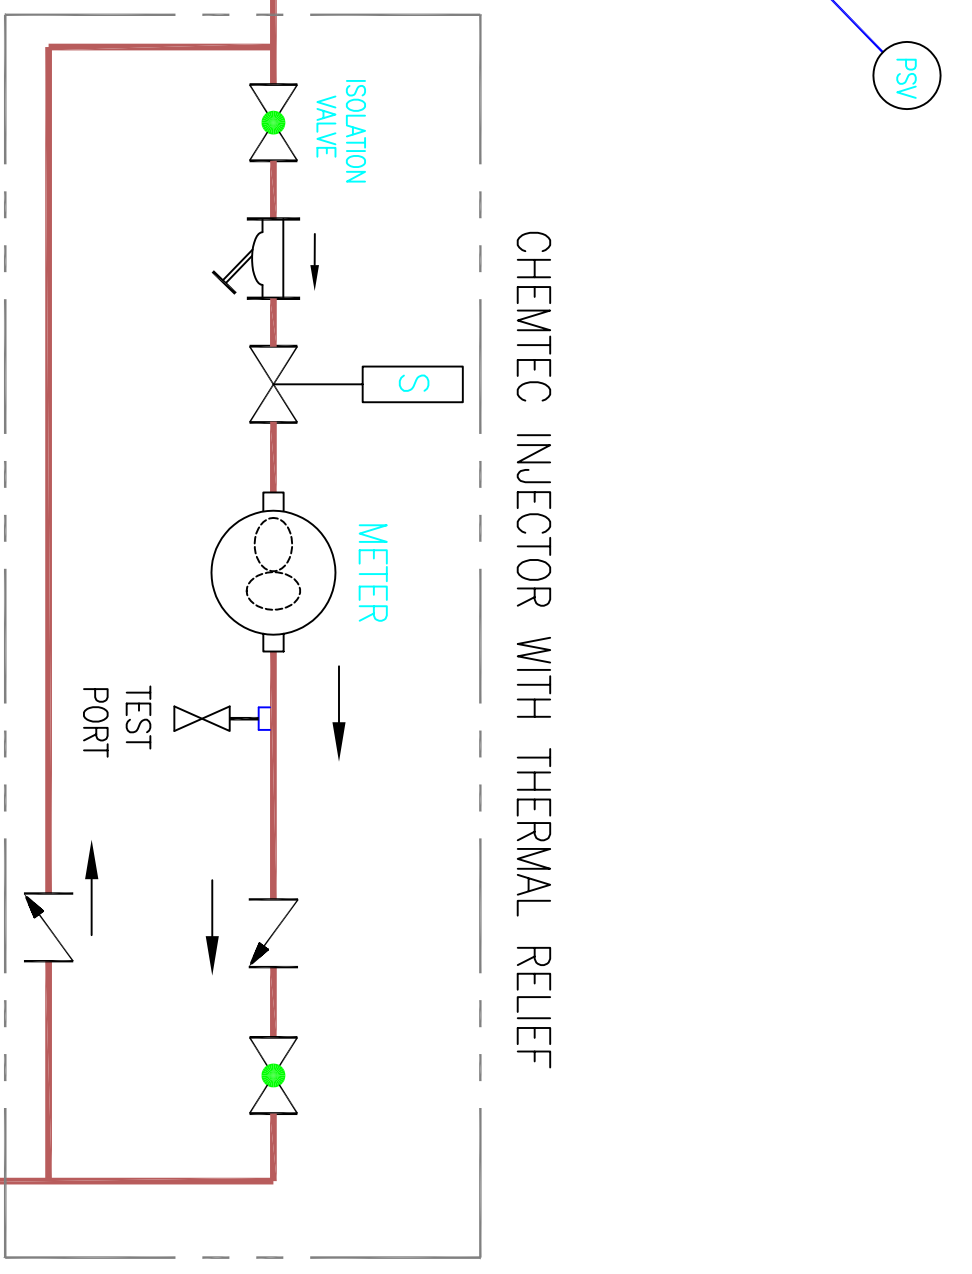 PSV
ISOLATION
VALVE
CHEMTEC INJECTOR WITH THERMAL RELIEF
S
METER
TEST
PORT